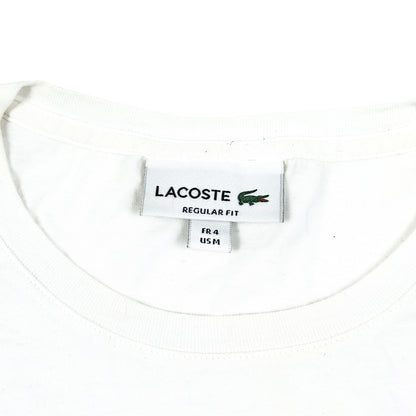 LACOSTE
REGULAR FIT
FR 4
US M